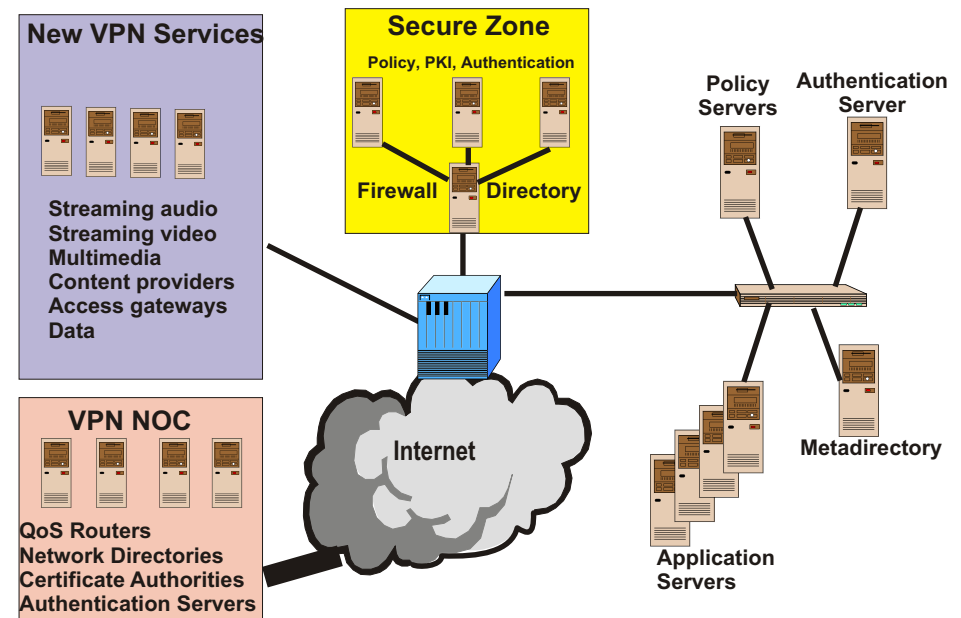 New VPN Services
Streaming audio
Streaming video
Multimedia
Content providers
Access gateways
Data
Secure Zone
Policy, PKI, Authentication
Firewall
Directory
Policy
Servers
Authentication
Server
VPN NOC
QoS Routers
Network Directories
Certificate Authorities
Authentication Servers
Internet
Metadirectory
Application
Servers